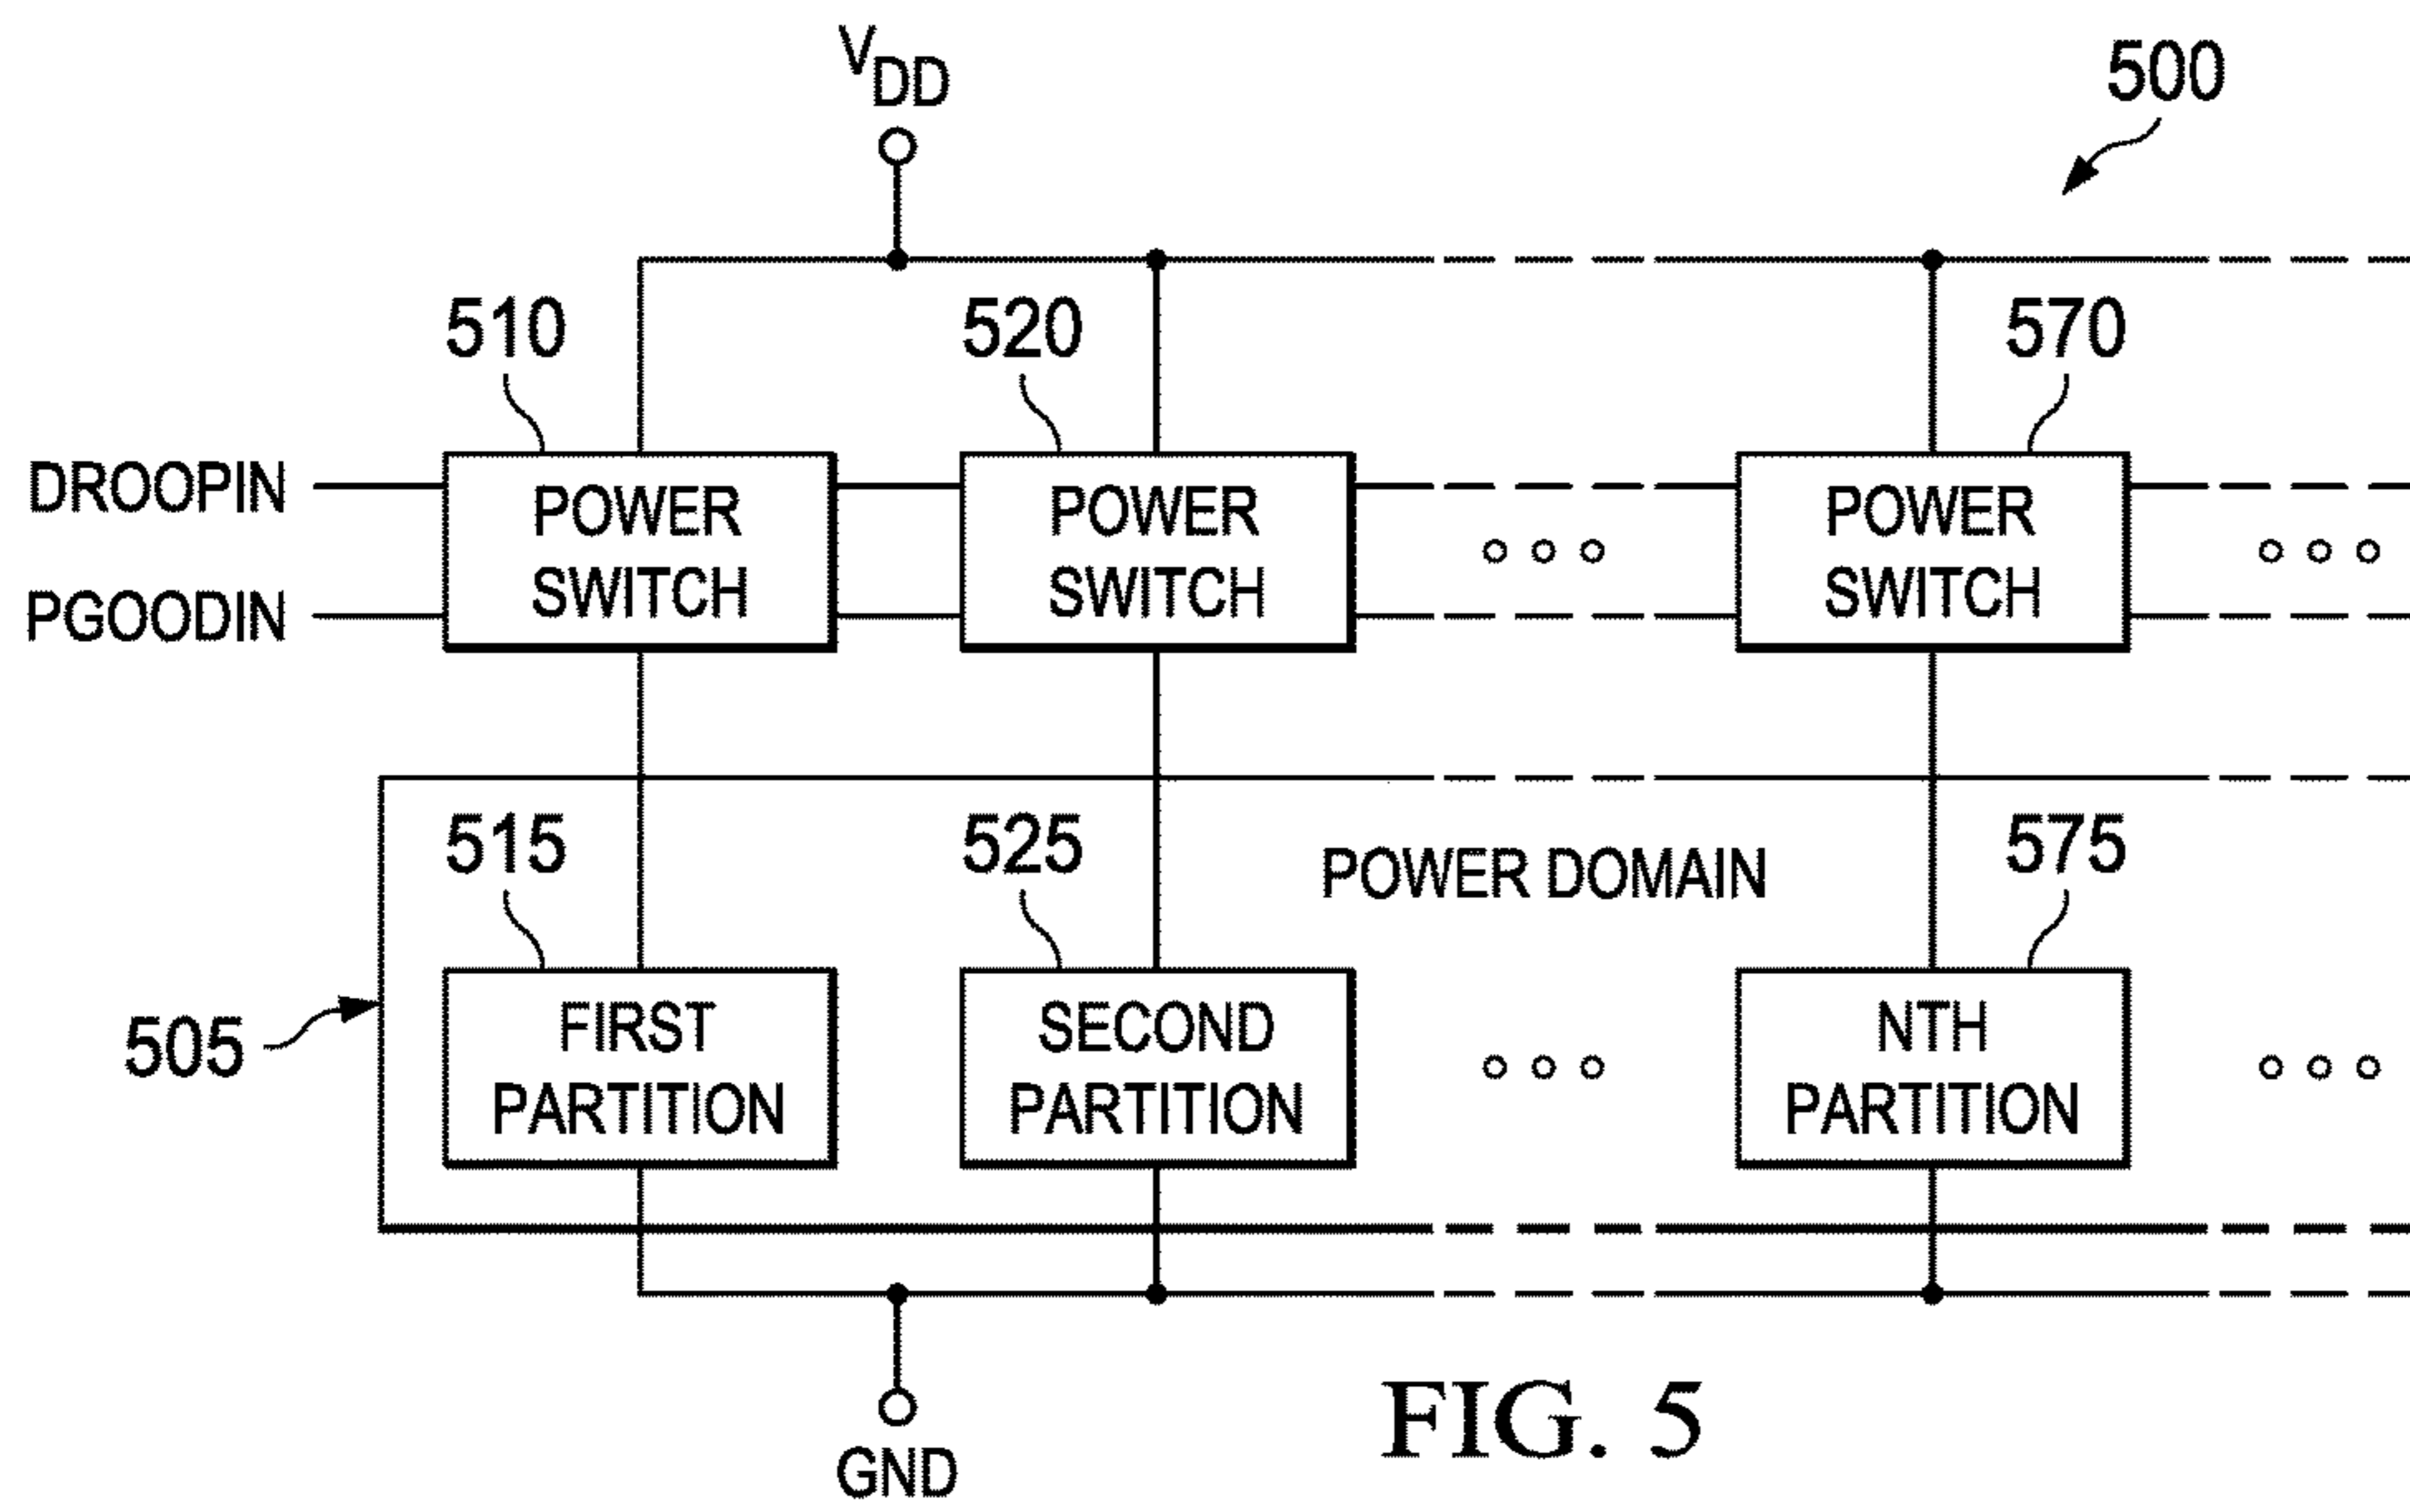 VDD
500
510
520
570
DROOPIN
PGOODIN
POWER
SWITCH
POWER
SWITCH
POWER
SWITCH
515
525
POWER DOMAIN
575
505
FIRST
PARTITION
SECOND
PARTITION
NTH
PARTITION
GND
FIG. 5